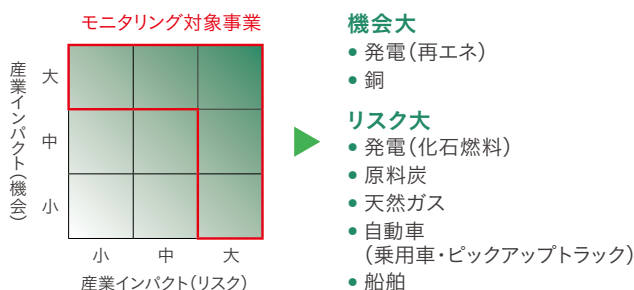 モニタリング対象事業
産業インパクト(機会)
大
中
小
小 中 大
産業インパクト(リスク)
機会大
• 発電(再エネ)
• 銅
リスク大
• 発電(化石燃料)
• 原料炭
• 天然ガス
• 自動車
(乗用車・ピックアップトラック)
• 船舶